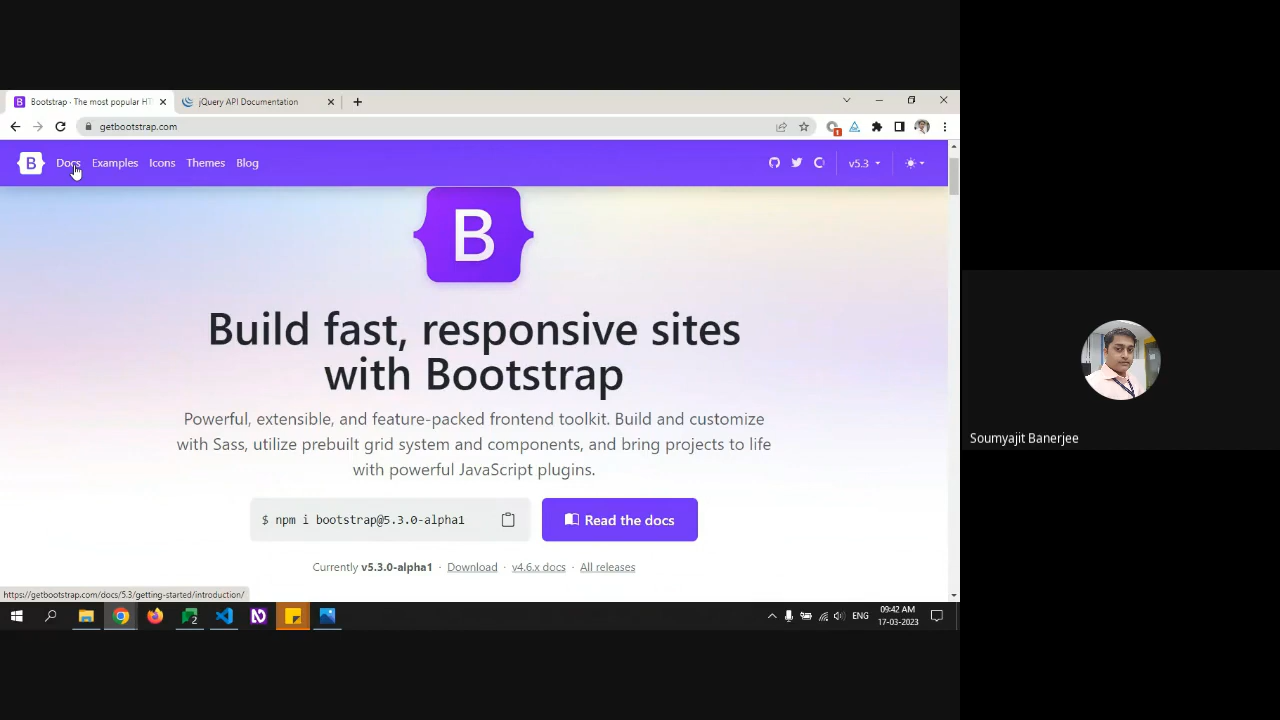 Bootstrap · The most popular HT
jQuery API Documentation
getbootstrap.com
1
B
Docs
Examples
Icons
Themes
Blog
v5.3
B
Build fast, responsive sites
with Bootstrap
Powerful, extensible, and feature-packed frontend toolkit. Build and customize
with Sass, utilize prebuilt grid system and components, and bring projects to life
with powerful JavaScript plugins.
$ npm i bootstrap@5.3.0-alpha1
Read the docs
Currently v5.3.0-alpha1 · Download · v4.6.x docs · All releases
https://getbootstrap.com/docs/5.3/getting-started/introduction/
2
ENG
09:42 AM
17-03-2023
Soumyajit Banerjee